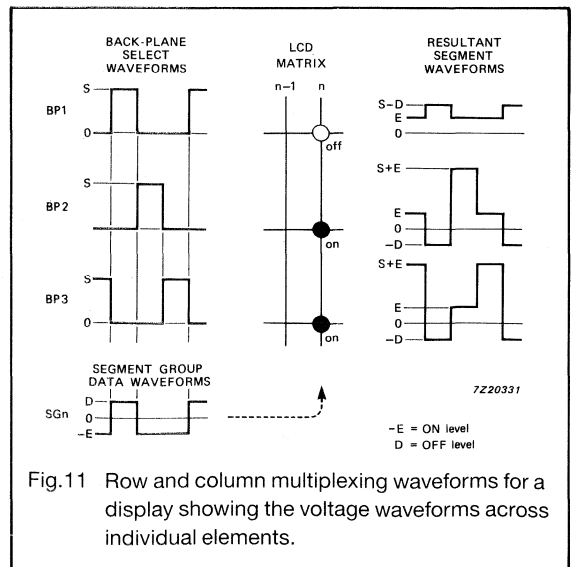 BACK-PLANE
SELECT
WAVEFORMS
LCD
MATRIX
RESULTANT
SEGMENT
WAVEFORMS
n-1 n
BP1
S
0
off
S-D
E
0
BP2
S
0
on
S+E
E
0
-D
BP3
S
0
on
S+E
E
0
-D
SEGMENT GROUP
DATA WAVEFORMS
SGn
D
0
-E
7Z20331
-E = ON level
D = OFF level
Fig.11 Row and column multiplexing waveforms for a
display showing the voltage waveforms across
individual elements.